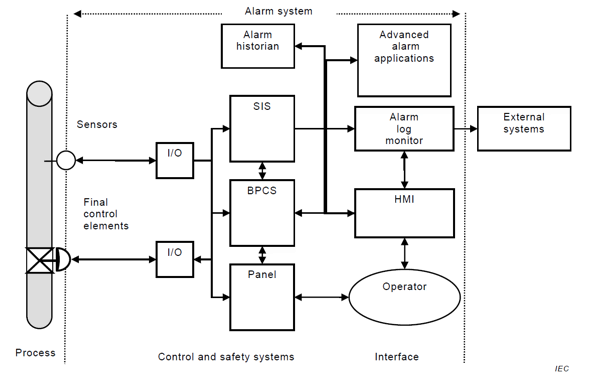 Alarm system
Alarm
historian
Advanced
alarm
applications
Sensors
I/O
SIS
Alarm
log
monitor
External
systems
Final
control
elements
I/O
BPCS
HMI
Panel
Operator
Process
Control and safety systems
Interface
IEC